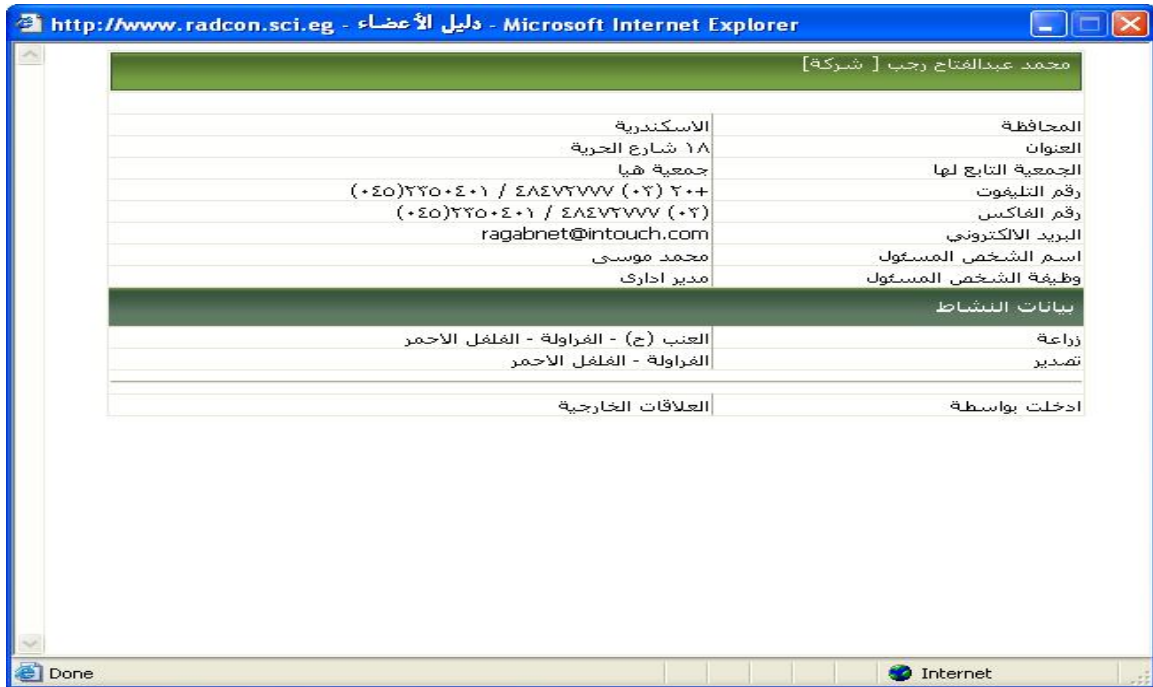 http://www.radcon.sci.eg - دليل الأعضاء - Microsoft Internet Explorer
محمد عبدالفتاح رجب [ شركة]
المحافظة الاسكندرية
العنوان ١٨ شارع الحرية
الجمعية التابع لها جمعية هيا
رقم التليفوت +٢٠ (٠٣) ٤٨٤٧٢٧٧٧ / ٢٢٥٠٤٠١(٠٤٥)
رقم الفاكس (٠٣) ٤٨٤٧٢٧٧٧ / ٢٢٥٠٤٠١(٠٤٥)
البريد الالكتروني ragabnet@intouch.com
اسم الشخص المسئول محمد موسى
وظيفة الشخص المسئول مدير ادارى
بيانات النشاط
زراعة العنب (ح) - الفراولة - الفلفل الاحمر
تصدير الفراولة - الفلفل الاحمر
ادخلت بواسطة العلاقات الخارجية
Done Internet